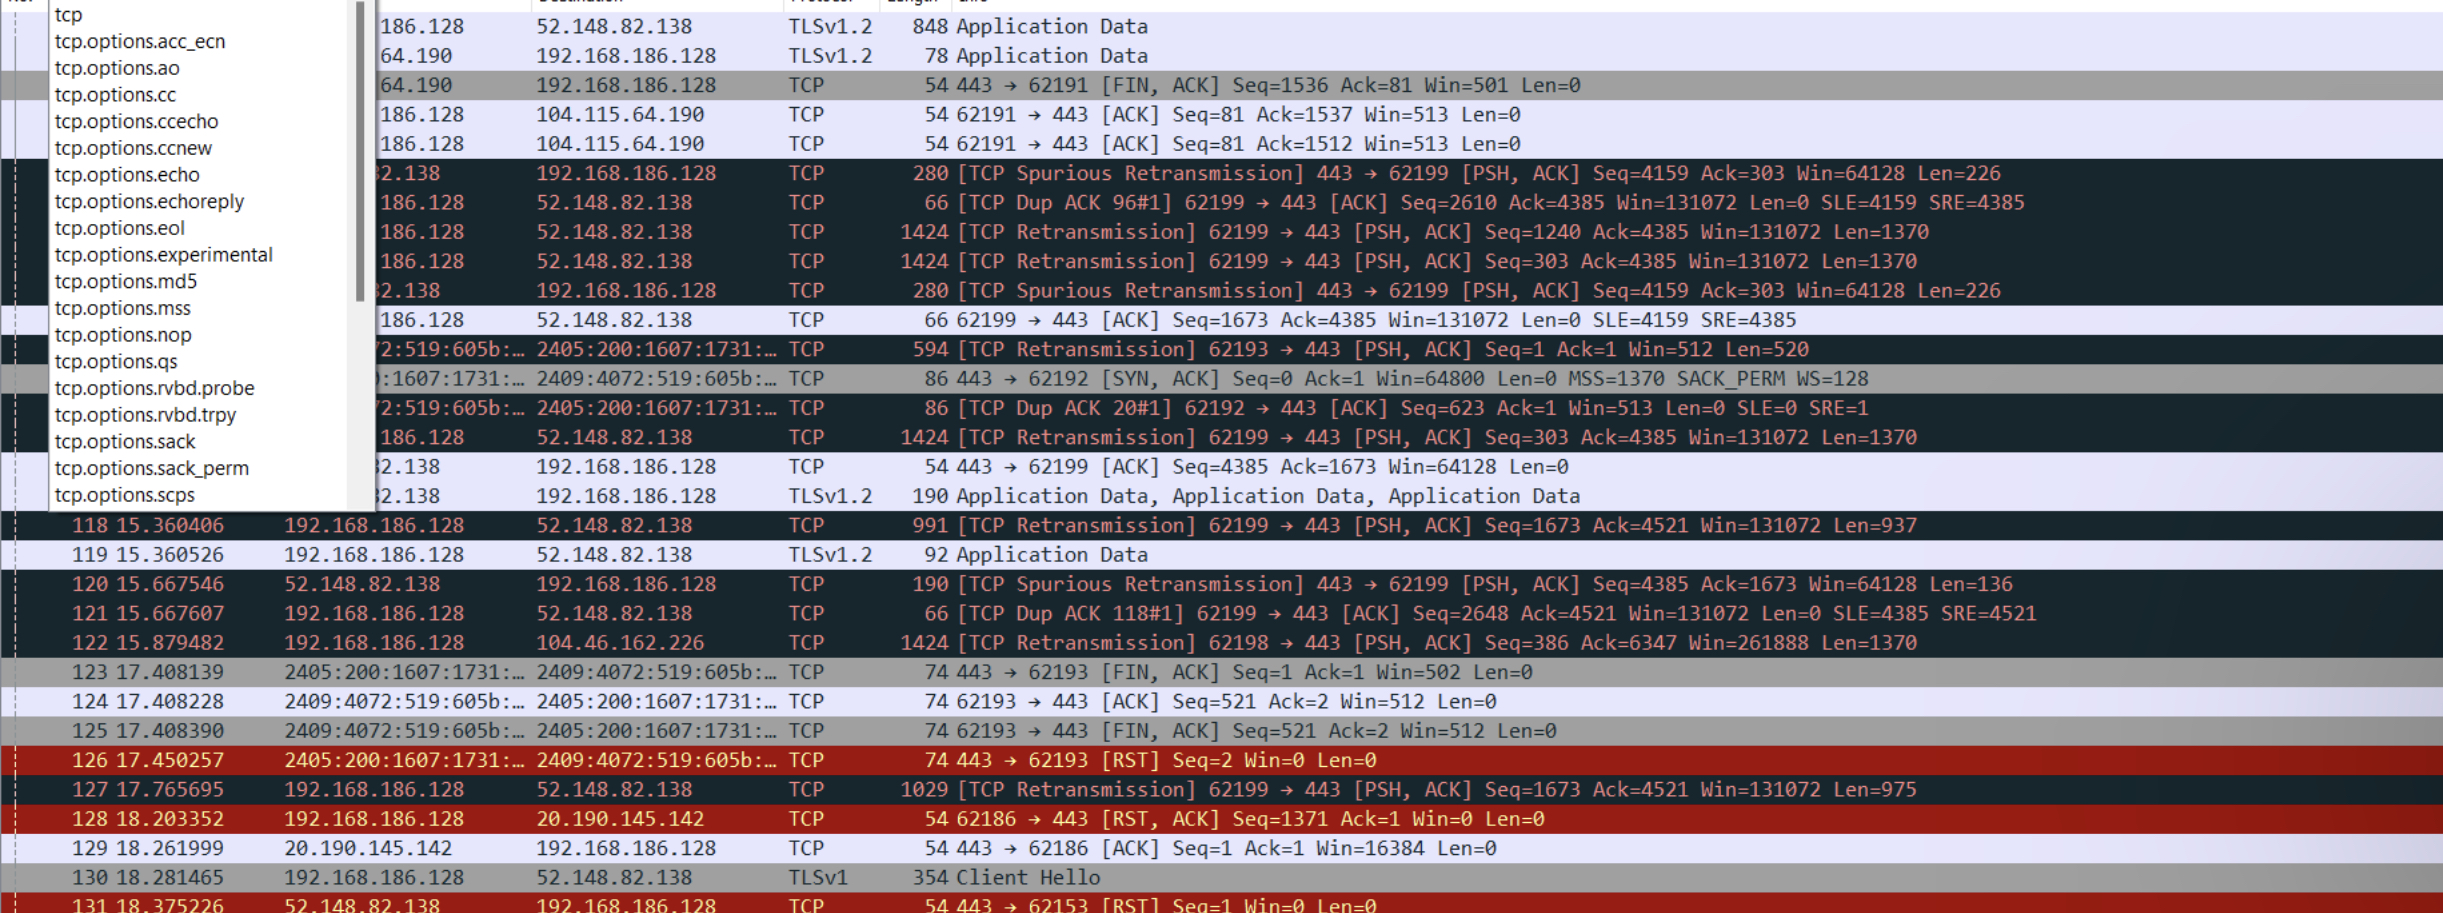 tcp
tcp.options.acc_ecn
tcp.options.ao
tcp.options.cc
tcp.options.ccecho
tcp.options.ccnew
tcp.options.echo
tcp.options.echoreply
tcp.options.eol
tcp.options.experimental
tcp.options.md5
tcp.options.mss
tcp.options.nop
tcp.options.qs
tcp.options.rvbd.probe
tcp.options.rvbd.trpy
tcp.options.sack
tcp.options.sack_perm
tcp.options.scps
186.128 52.148.82.138 TLSv1.2 848 Application Data
64.190 192.168.186.128 TLSv1.2 78 Application Data
64.190 192.168.186.128 TCP 54 443 → 62191 [FIN, ACK] Seq=1536 Ack=81 Win=501 Len=0
186.128 104.115.64.190 TCP 54 62191 → 443 [ACK] Seq=81 Ack=1537 Win=513 Len=0
186.128 104.115.64.190 TCP 54 62191 → 443 [ACK] Seq=81 Ack=1512 Win=513 Len=0
2.138 192.168.186.128 TCP 280 [TCP Spurious Retransmission] 443 → 62199 [PSH, ACK] Seq=4159 Ack=303 Win=64128 Len=226
186.128 52.148.82.138 TCP 66 [TCP Dup ACK 96#1] 62199 → 443 [ACK] Seq=2610 Ack=4385 Win=131072 Len=0 SLE=4159 SRE=4385
186.128 52.148.82.138 TCP 1424 [TCP Retransmission] 62199 → 443 [PSH, ACK] Seq=1240 Ack=4385 Win=131072 Len=1370
186.128 52.148.82.138 TCP 1424 [TCP Retransmission] 62199 → 443 [PSH, ACK] Seq=303 Ack=4385 Win=131072 Len=1370
2.138 192.168.186.128 TCP 280 [TCP Spurious Retransmission] 443 → 62199 [PSH, ACK] Seq=4159 Ack=303 Win=64128 Len=226
186.128 52.148.82.138 TCP 66 62199 → 443 [ACK] Seq=1673 Ack=4385 Win=131072 Len=0 SLE=4159 SRE=4385
72:519:605b:… 2405:200:1607:1731:… TCP 594 [TCP Retransmission] 62193 → 443 [PSH, ACK] Seq=1 Ack=1 Win=512 Len=520
:1607:1731:… 2409:4072:519:605b:… TCP 86 443 → 62192 [SYN, ACK] Seq=0 Ack=1 Win=64800 Len=0 MSS=1370 SACK_PERM WS=128
72:519:605b:… 2405:200:1607:1731:… TCP 86 [TCP Dup ACK 20#1] 62192 → 443 [ACK] Seq=623 Ack=1 Win=513 Len=0 SLE=0 SRE=1
186.128 52.148.82.138 TCP 1424 [TCP Retransmission] 62199 → 443 [PSH, ACK] Seq=303 Ack=4385 Win=131072 Len=1370
2.138 192.168.186.128 TCP 54 443 → 62199 [ACK] Seq=4385 Ack=1673 Win=64128 Len=0
2.138 192.168.186.128 TLSv1.2 190 Application Data, Application Data, Application Data
118 15.360406 192.168.186.128 52.148.82.138 TCP 991 [TCP Retransmission] 62199 → 443 [PSH, ACK] Seq=1673 Ack=4521 Win=131072 Len=937
119 15.360526 192.168.186.128 52.148.82.138 TLSv1.2 92 Application Data
120 15.667546 52.148.82.138 192.168.186.128 TCP 190 [TCP Spurious Retransmission] 443 → 62199 [PSH, ACK] Seq=4385 Ack=1673 Win=64128 Len=136
121 15.667607 192.168.186.128 52.148.82.138 TCP 66 [TCP Dup ACK 118#1] 62199 → 443 [ACK] Seq=2648 Ack=4521 Win=131072 Len=0 SLE=4385 SRE=4521
122 15.879482 192.168.186.128 104.46.162.226 TCP 1424 [TCP Retransmission] 62198 → 443 [PSH, ACK] Seq=386 Ack=6347 Win=261888 Len=1370
123 17.408139 2405:200:1607:1731:… 2409:4072:519:605b:… TCP 74 443 → 62193 [FIN, ACK] Seq=1 Ack=1 Win=502 Len=0
124 17.408228 2409:4072:519:605b:… 2405:200:1607:1731:… TCP 74 62193 → 443 [ACK] Seq=521 Ack=2 Win=512 Len=0
125 17.408390 2409:4072:519:605b:… 2405:200:1607:1731:… TCP 74 62193 → 443 [FIN, ACK] Seq=521 Ack=2 Win=512 Len=0
126 17.450257 2405:200:1607:1731:… 2409:4072:519:605b:… TCP 74 443 → 62193 [RST] Seq=2 Win=0 Len=0
127 17.765695 192.168.186.128 52.148.82.138 TCP 1029 [TCP Retransmission] 62199 → 443 [PSH, ACK] Seq=1673 Ack=4521 Win=131072 Len=975
128 18.203352 192.168.186.128 20.190.145.142 TCP 54 62186 → 443 [RST, ACK] Seq=1371 Ack=1 Win=0 Len=0
129 18.261999 20.190.145.142 192.168.186.128 TCP 54 443 → 62186 [ACK] Seq=1 Ack=1 Win=16384 Len=0
130 18.281465 192.168.186.128 52.148.82.138 TLSv1 354 Client Hello
131 18.375226 52.148.82.138 192.168.186.128 TCP 54 443 → 62153 [RST] Seq=1 Win=0 Len=0